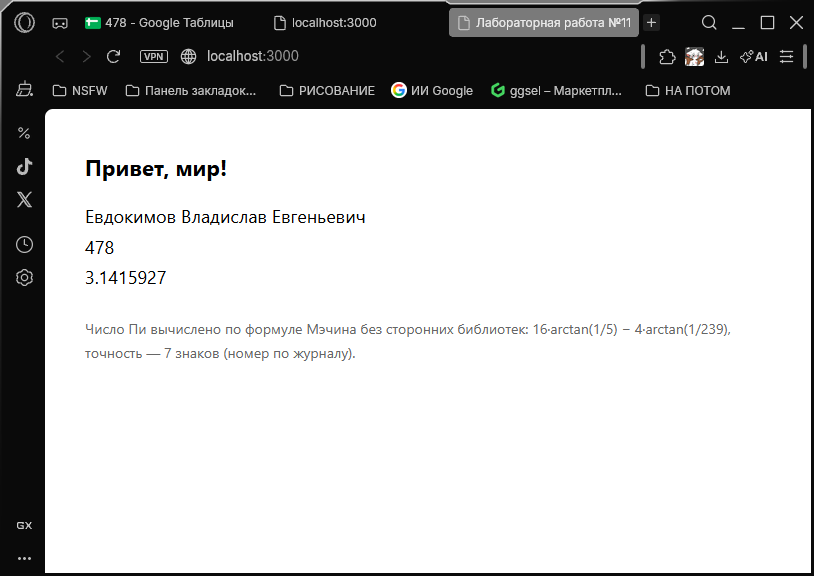 478 - Google Таблицы
localhost:3000
Лабораторная работа №11
VPN
localhost:3000
AI
NSFW
Панель закладок...
РИСОВАНИЕ
ИИ Google
ggsel – Маркетпл...
НА ПОТОМ
Привет, мир!
Евдокимов Владислав Евгеньевич
478
3.1415927
Число Пи вычислено по формуле Мэчина без сторонних библиотек: 16·arctan(1/5) − 4·arctan(1/239),
точность — 7 знаков (номер по журналу).
GX